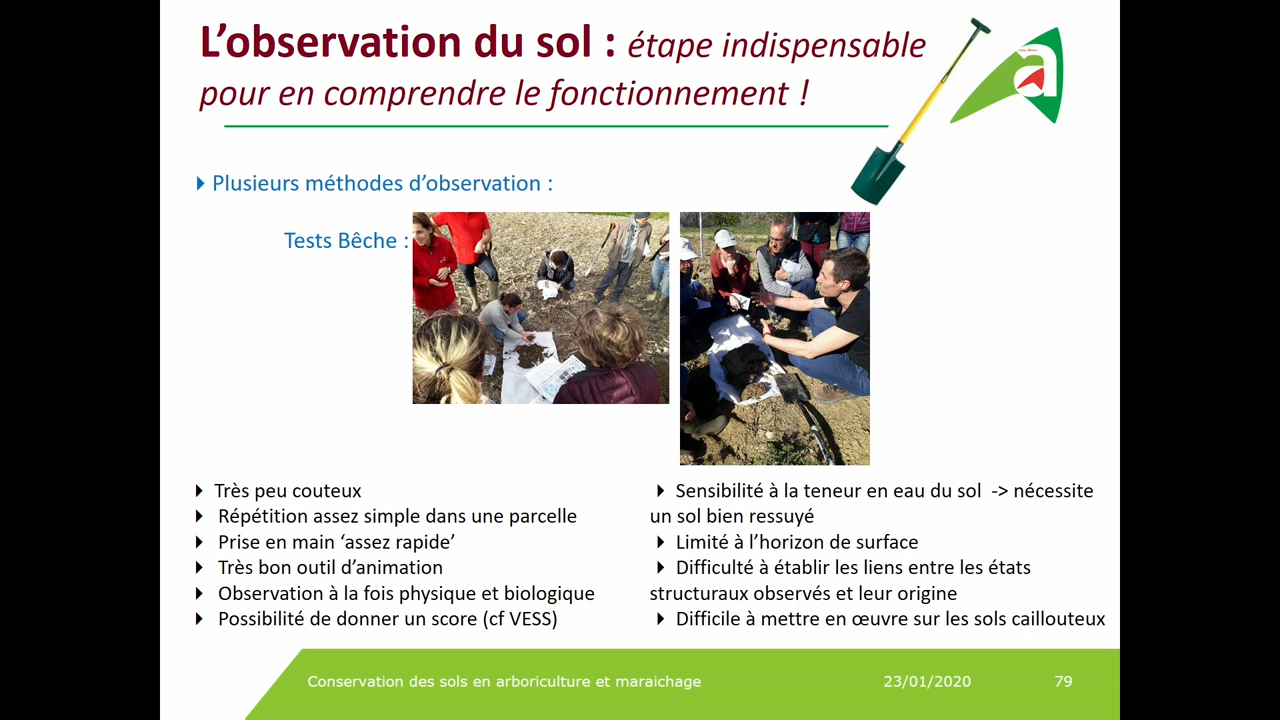 L’observation du sol : étape indispensable
pour en comprendre le fonctionnement !
Plusieurs méthodes d’observation :
Tests Bêche :
Très peu couteux
Répétition assez simple dans une parcelle
Prise en main ‘assez rapide’
Très bon outil d’animation
Observation à la fois physique et biologique
Possibilité de donner un score (cf VESS)
Sensibilité à la teneur en eau du sol -> nécessite
un sol bien ressuyé
Limité à l’horizon de surface
Difficulté à établir les liens entre les états
structuraux observés et leur origine
Difficile à mettre en œuvre sur les sols caillouteux
Conservation des sols en arboriculture et maraichage
23/01/2020
79